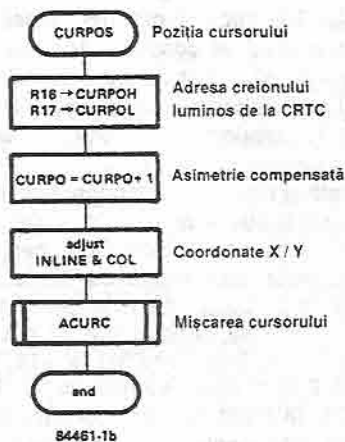 CURPOS
Poziția cursorului
R16 → CURPOH
R17 → CURPOL
Adresa creionului
luminos de la CRTC
CURPO = CURPO+ 1
Asimetrie compensată
adjust
INLINE & COL
Coordonate X / Y
ACURC
Mișcarea cursorului
end
84461-1b